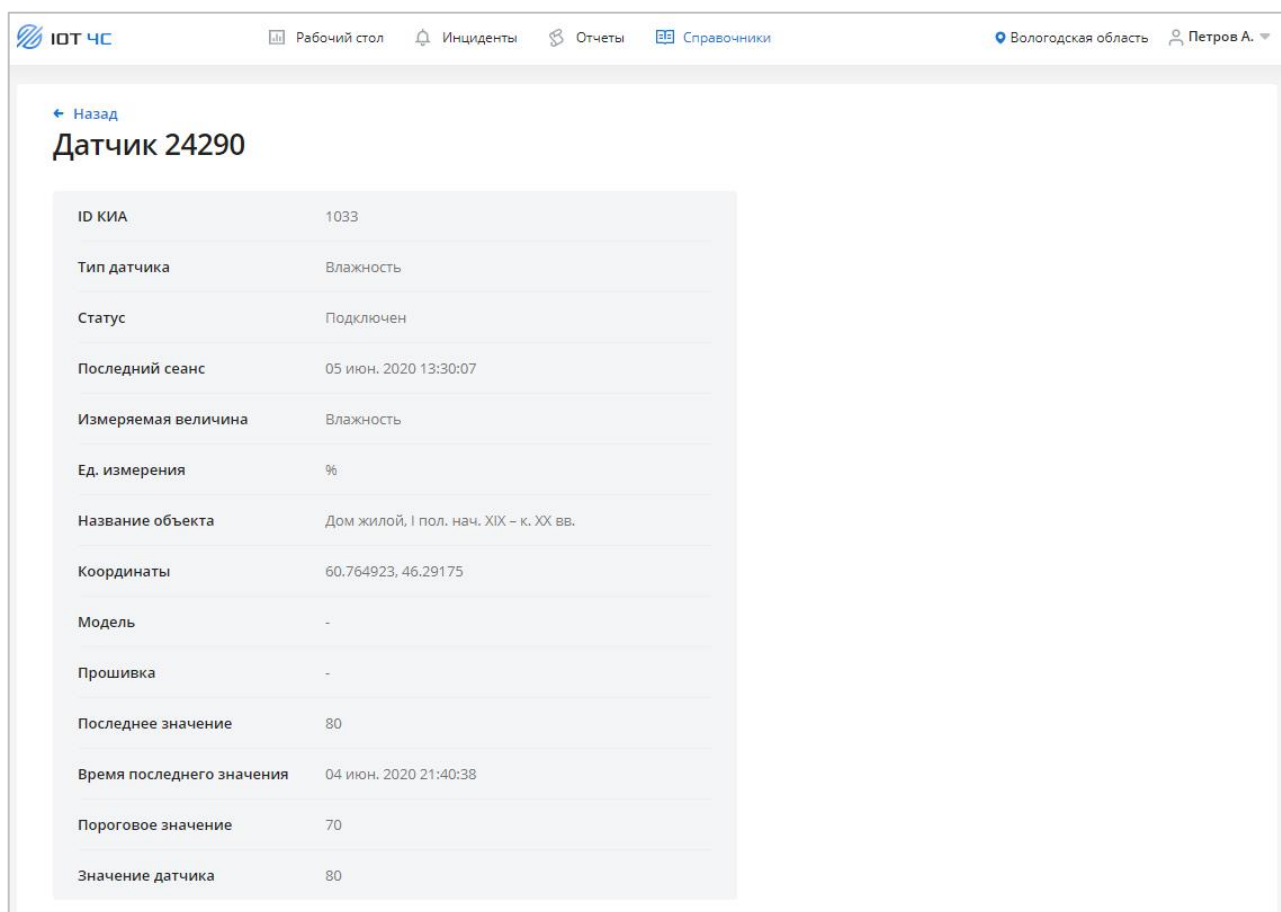 IOT ЧС Рабочий стол Инциденты Отчеты Справочники Вологодская область Петров А.
Назад
Датчик 24290
ID КИА 1033
Тип датчика Влажность
Статус Подключен
Последний сеанс 05 июн. 2020 13:30:07
Измеряемая величина Влажность
Ед. измерения %
Название объекта Дом жилой, I пол. нач. XIX – к. XX вв.
Координаты 60.764923, 46.29175
Модель -
Прошивка -
Последнее значение 80
Время последнего значения 04 июн. 2020 21:40:38
Пороговое значение 70
Значение датчика 80